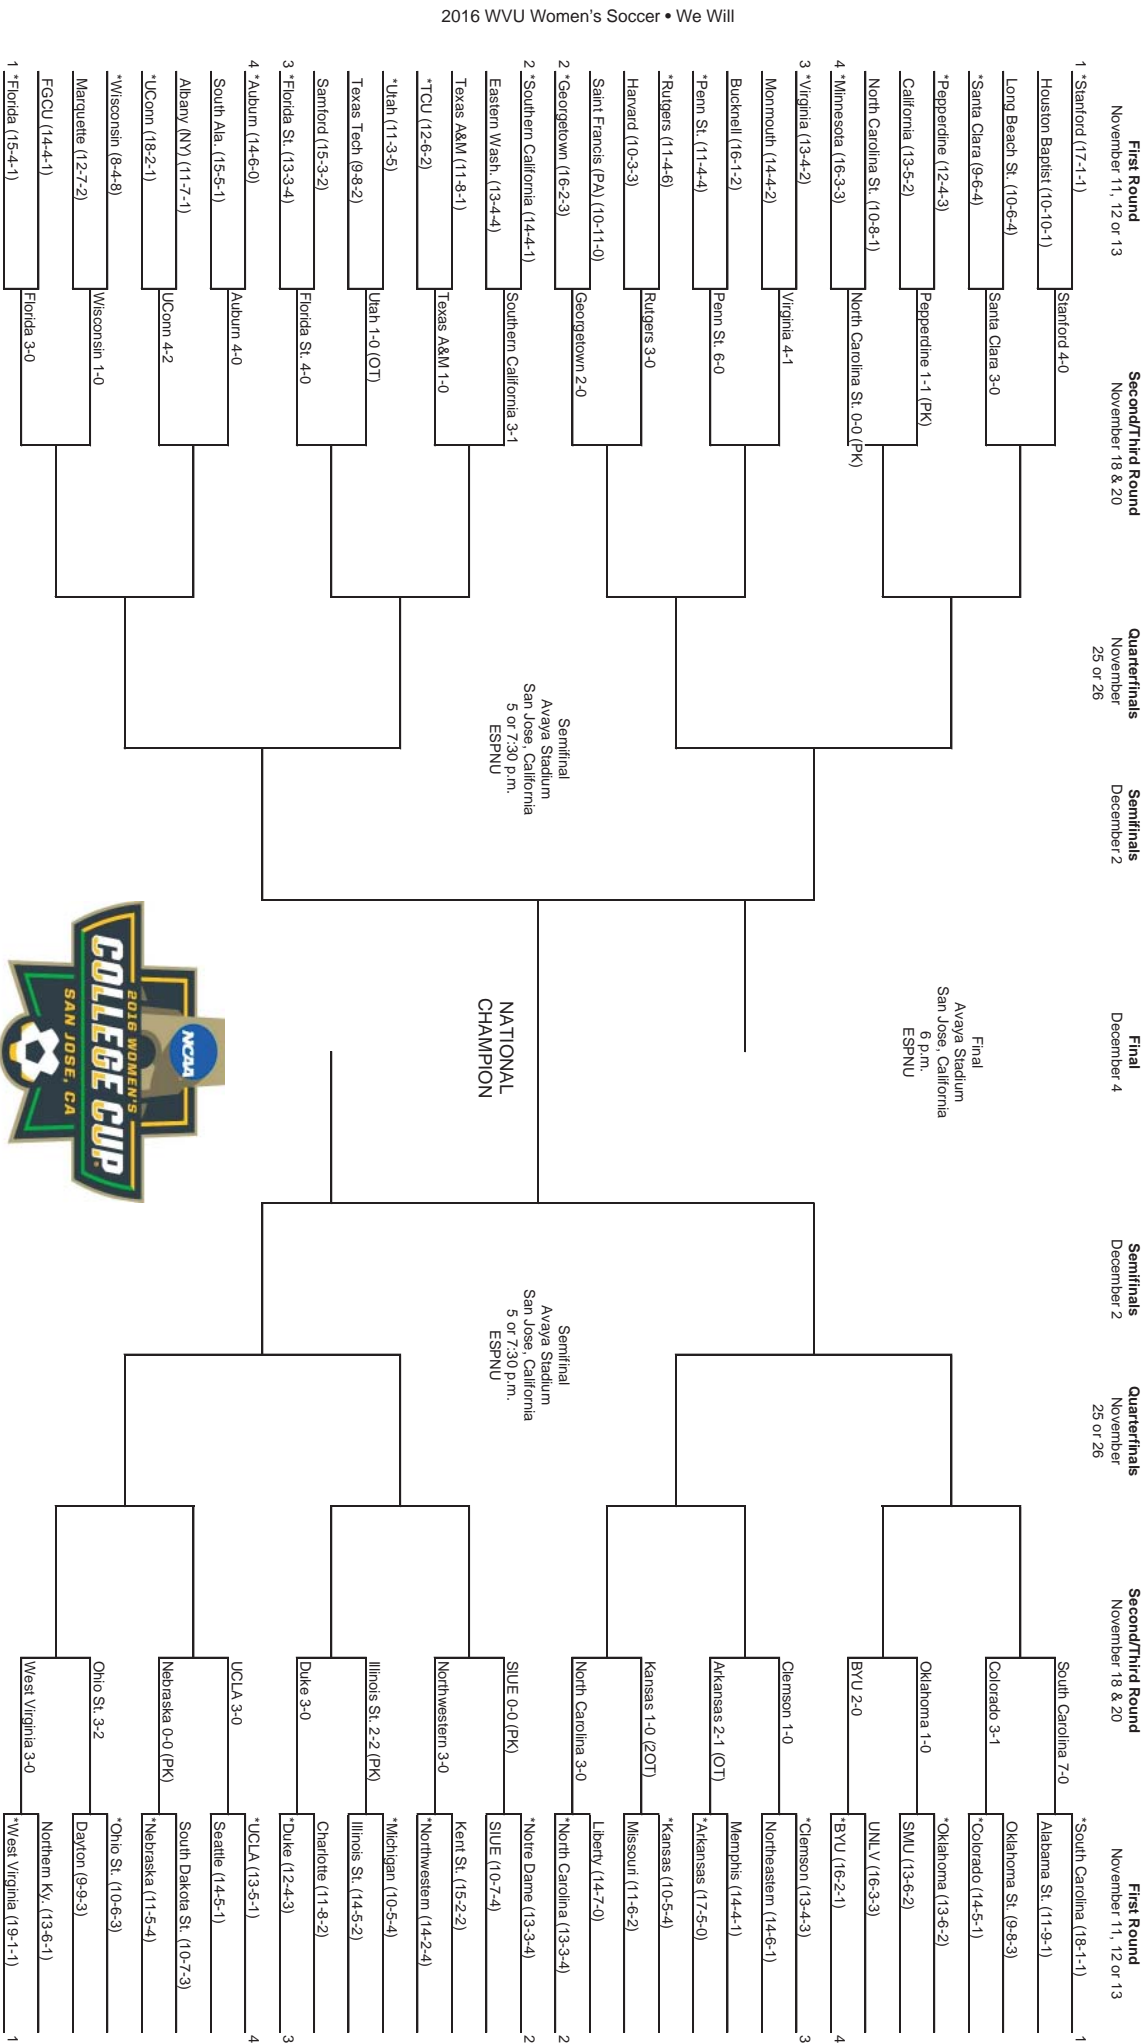 2016 WVU Women's Soccer • We Will
First Round
November 11, 12 or 13
Second/Third Round
November 18 & 20
Quarterfinals
November
25 or 26
Semifinals
December 2
Final
December 4
Semifinals
December 2
Quarterfinals
November
25 or 26
Second/Third Round
November 18 & 20
First Round
November 11, 12 or 13
1 *Stanford (17-1-1)
Houston Baptist (10-10-1)
Long Beach St. (10-6-4)
*Santa Clara (9-6-4)
*Pepperdine (12-4-3)
California (13-5-2)
North Carolina St. (10-8-1)
4 *Minnesota (16-3-3)
3 *Virginia (13-4-2)
Monmouth (14-4-2)
Bucknell (16-1-2)
*Penn St. (11-4-4)
*Rutgers (11-4-6)
Harvard (10-3-3)
Saint Francis (PA) (10-11-0)
2 *Georgetown (16-2-3)
2 *Southern California (14-4-1)
Eastern Wash. (13-4-4)
Texas A&M (11-8-1)
*TCU (12-6-2)
*Utah (11-3-5)
Texas Tech (9-8-2)
Samford (15-3-2)
3 *Florida St. (13-3-4)
4 *Auburn (14-6-0)
South Ala. (15-5-1)
Albany (NY) (11-7-1)
*UConn (18-2-1)
*Wisconsin (8-4-8)
Marquette (12-7-2)
FGCU (14-4-1)
1 *Florida (15-4-1)
Stanford 4-0
Santa Clara 3-0
Pepperdine 1-1 (PK)
North Carolina St. 0-0 (PK)
Virginia 4-1
Penn St. 6-0
Rutgers 3-0
Georgetown 2-0
Southern California 3-1
Texas A&M 1-0
Utah 1-0 (OT)
Florida St. 4-0
Auburn 4-0
UConn 4-2
Wisconsin 1-0
Florida 3-0
Semifinal
Avaya Stadium
San Jose, California
5 or 7:30 p.m.
ESPNU
Final
Avaya Stadium
San Jose, California
6 p.m.
ESPNU
NATIONAL
CHAMPION
NCAA
2016 WOMEN'S
COLLEGE CUP
SAN JOSE, CA
Semifinal
Avaya Stadium
San Jose, California
5 or 7:30 p.m.
ESPNU
South Carolina 7-0
Colorado 3-1
Oklahoma 1-0
BYU 2-0
Clemson 1-0
Arkansas 2-1 (OT)
Kansas 1-0 (2OT)
North Carolina 3-0
SIUE 0-0 (PK)
Northwestern 3-0
Illinois St. 2-2 (PK)
Duke 3-0
UCLA 3-0
Nebraska 0-0 (PK)
Ohio St. 3-2
West Virginia 3-0
*South Carolina (18-1-1) 1
Alabama St. (11-9-1)
Oklahoma St. (9-8-3)
*Colorado (14-5-1)
*Oklahoma (13-6-2)
SMU (13-6-2)
UNLV (16-3-3)
*BYU (16-2-1) 4
*Clemson (13-4-3) 3
Northeastern (14-6-1)
Memphis (14-4-1)
*Arkansas (17-5-0)
*Kansas (10-5-4)
Missouri (11-6-2)
Liberty (14-7-0)
*North Carolina (13-3-4) 2
*Notre Dame (13-3-4) 2
SIUE (10-7-4)
Kent St. (15-2-2)
*Northwestern (14-2-4)
*Michigan (10-5-4)
Illinois St. (14-5-2)
Charlotte (11-8-2)
*Duke (12-4-3) 3
*UCLA (13-5-1) 4
Seattle (14-5-1)
South Dakota St. (10-7-3)
*Nebraska (11-5-4)
*Ohio St. (10-6-3)
Dayton (9-9-3)
Northern Ky. (13-6-1)
*West Virginia (19-1-1) 1